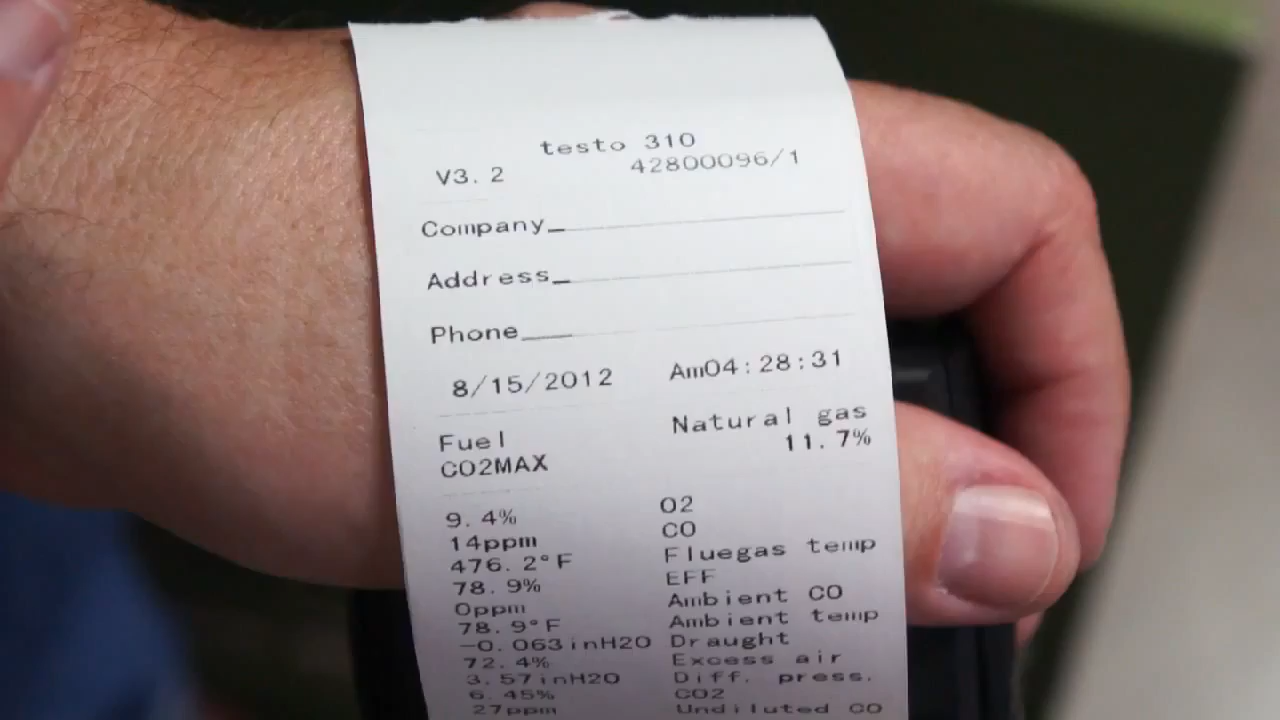 testo 310
V3.2 42800096/1
Company
Address
Phone
8/15/2012 Am04:28:31
Fuel Natural gas
CO2MAX 11.7%
9.4% O2
14ppm CO
476.2°F Fluegas temp
78.9% EFF
0ppm Ambient CO
78.9°F Ambient temp
-0.063inH2O Draught
72.4% Excess air
3.57inH2O Diff. press.
6.45% CO2
27ppm Undiluted CO